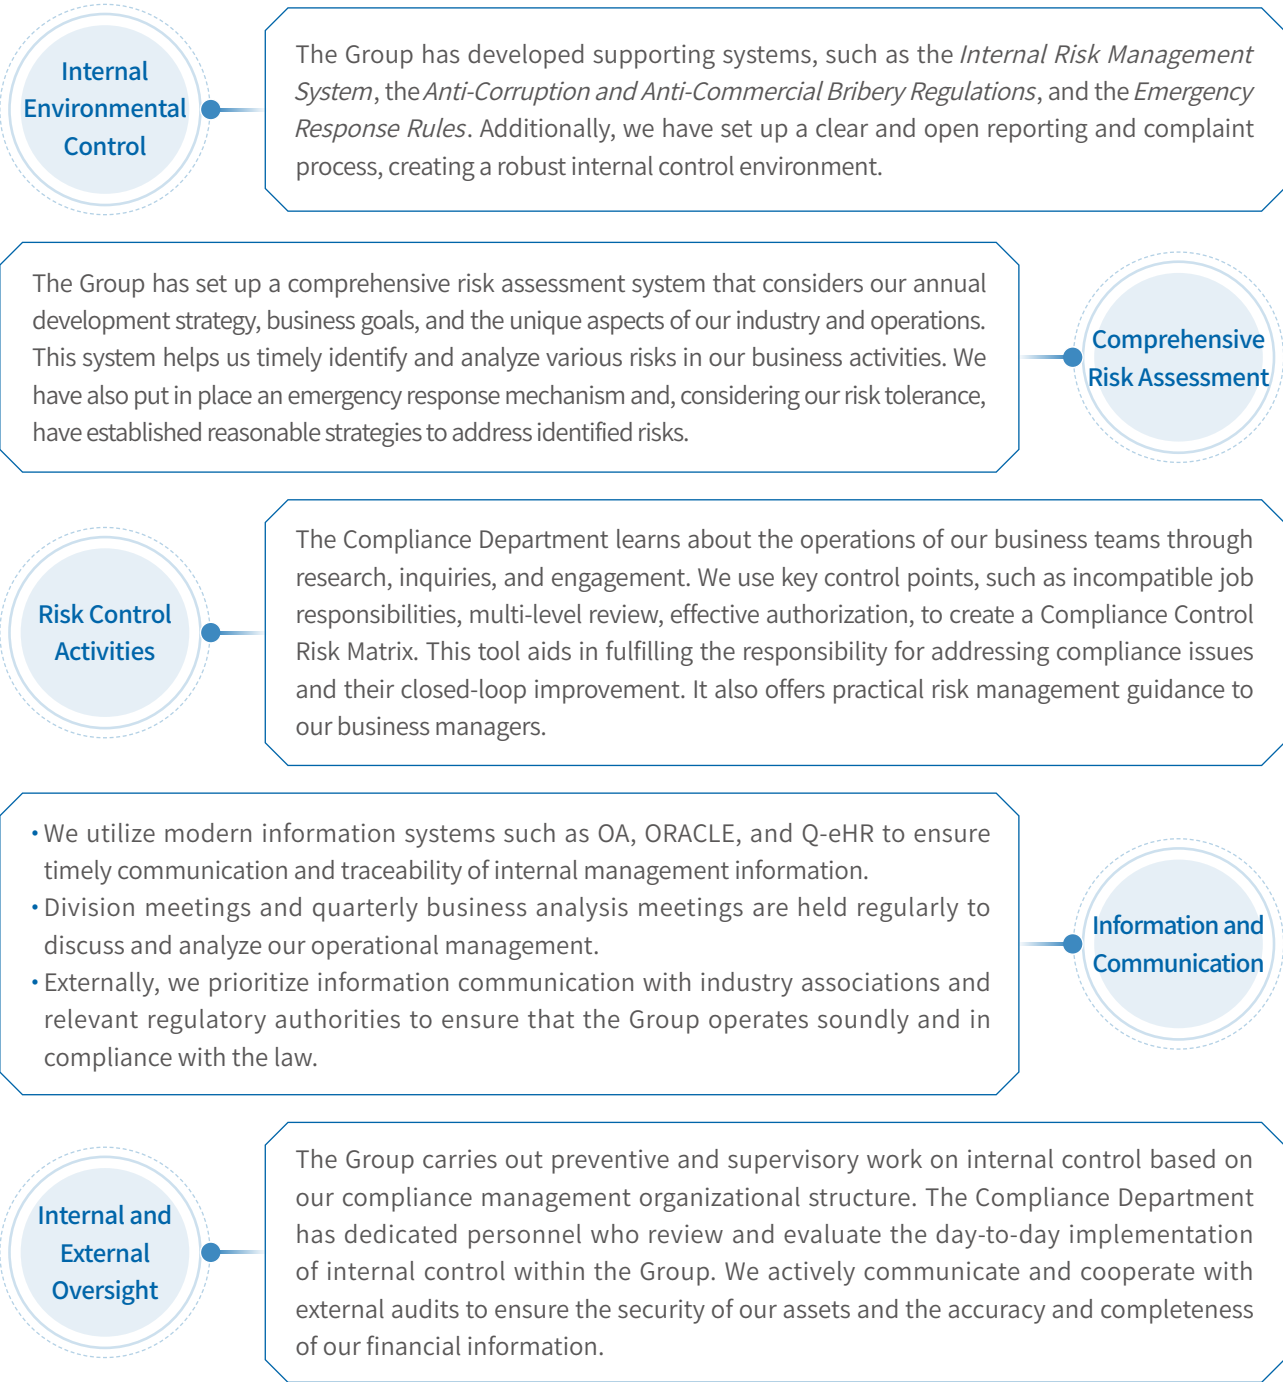 Internal
Environmental
Control
The Group has developed supporting systems, such as the Internal Risk Management
System, the Anti-Corruption and Anti-Commercial Bribery Regulations, and the Emergency
Response Rules. Additionally, we have set up a clear and open reporting and complaint
process, creating a robust internal control environment.
The Group has set up a comprehensive risk assessment system that considers our annual
development strategy, business goals, and the unique aspects of our industry and operations.
This system helps us timely identify and analyze various risks in our business activities. We
have also put in place an emergency response mechanism and, considering our risk tolerance,
have established reasonable strategies to address identified risks.
Comprehensive
Risk Assessment
Risk Control
Activities
The Compliance Department learns about the operations of our business teams through
research, inquiries, and engagement. We use key control points, such as incompatible job
responsibilities, multi-level review, effective authorization, to create a Compliance Control
Risk Matrix. This tool aids in fulfilling the responsibility for addressing compliance issues
and their closed-loop improvement. It also offers practical risk management guidance to
our business managers.
• We utilize modern information systems such as OA, ORACLE, and Q-eHR to ensure
timely communication and traceability of internal management information.
• Division meetings and quarterly business analysis meetings are held regularly to
discuss and analyze our operational management.
• Externally, we prioritize information communication with industry associations and
relevant regulatory authorities to ensure that the Group operates soundly and in
compliance with the law.
Information and
Communication
Internal and
External
Oversight
The Group carries out preventive and supervisory work on internal control based on
our compliance management organizational structure. The Compliance Department
has dedicated personnel who review and evaluate the day-to-day implementation
of internal control within the Group. We actively communicate and cooperate with
external audits to ensure the security of our assets and the accuracy and completeness
of our financial information.